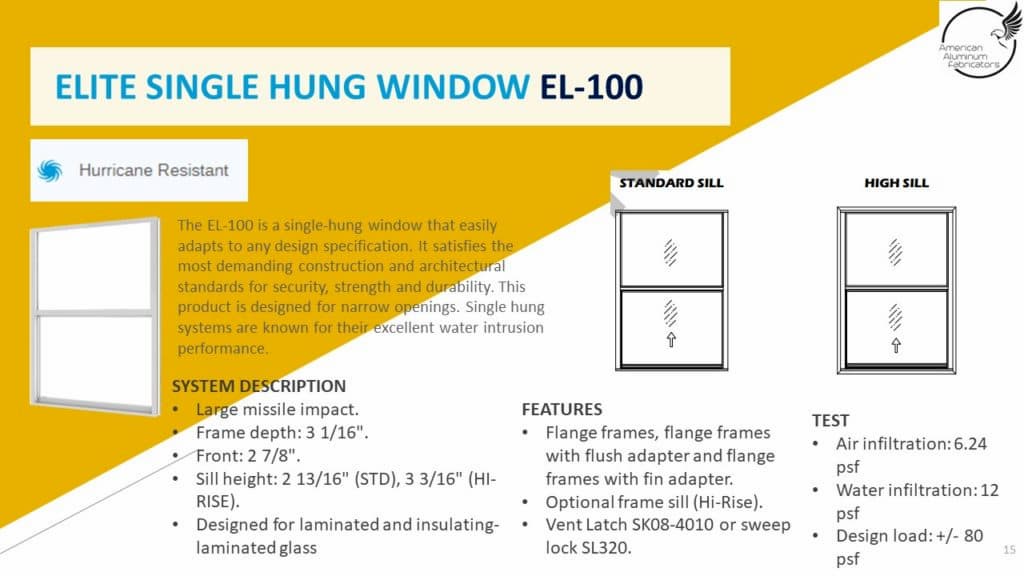 American
Aluminum
Fabricators
ELITE SINGLE HUNG WINDOW EL-100
Hurricane Resistant
The EL-100 is a single-hung window that easily
adapts to any design specification. It satisfies the
most demanding construction and architectural
standards for security, strength and durability. This
product is designed for narrow openings. Single hung
systems are known for their excellent water intrusion
performance.
STANDARD SILL
HIGH SILL
SYSTEM DESCRIPTION
• Large missile impact.
• Frame depth: 3 1/16".
• Front: 2 7/8".
• Sill height: 2 13/16" (STD), 3 3/16" (HI-
RISE).
• Designed for laminated and insulating-
laminated glass
FEATURES
• Flange frames, flange frames
with flush adapter and flange
frames with fin adapter.
• Optional frame sill (Hi-Rise).
• Vent Latch SK08-4010 or sweep
lock SL320.
TEST
• Air infiltration: 6.24
psf
• Water infiltration: 12
psf
• Design load: +/- 80
psf
15